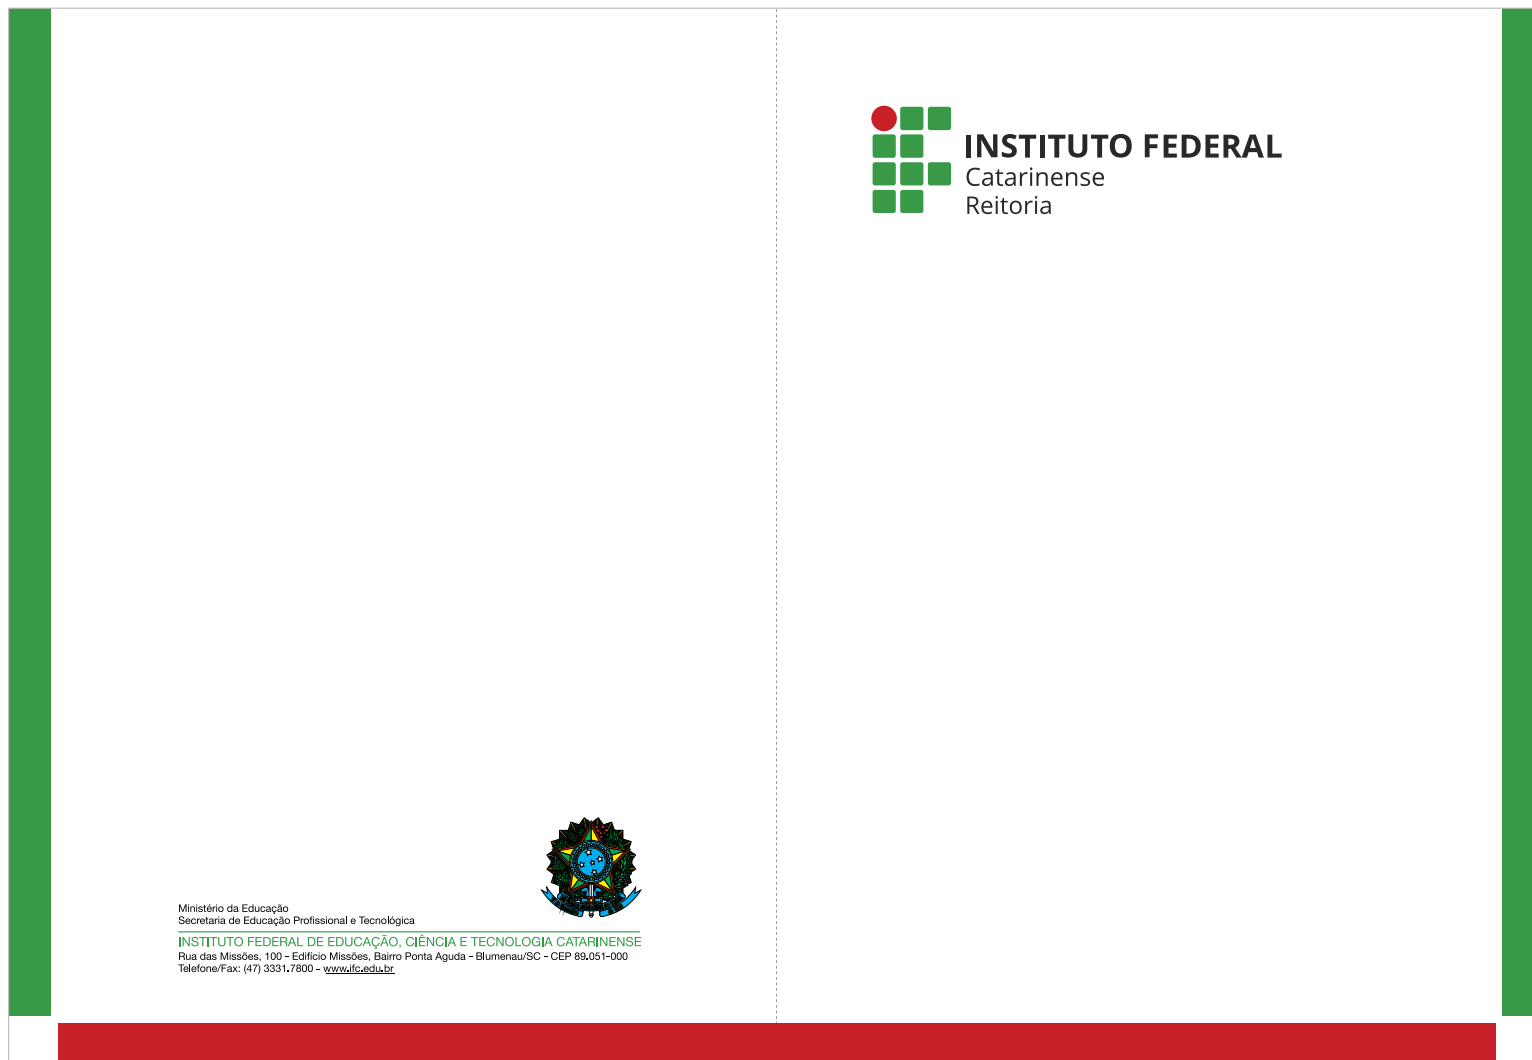 INSTITUTO FEDERAL
Catarinense
Reitoria
Ministério da Educação
Secretaria de Educação Profissional e Tecnológica
INSTITUTO FEDERAL DE EDUCAÇÃO, CIÊNCIA E TECNOLOGIA CATARINENSE
Rua das Missões, 100 - Edifício Missões, Bairro Ponta Aguda - Blumenau/SC - CEP 89.051-000
Telefone/Fax: (47) 3331.7800 - www.ifc.edu.br